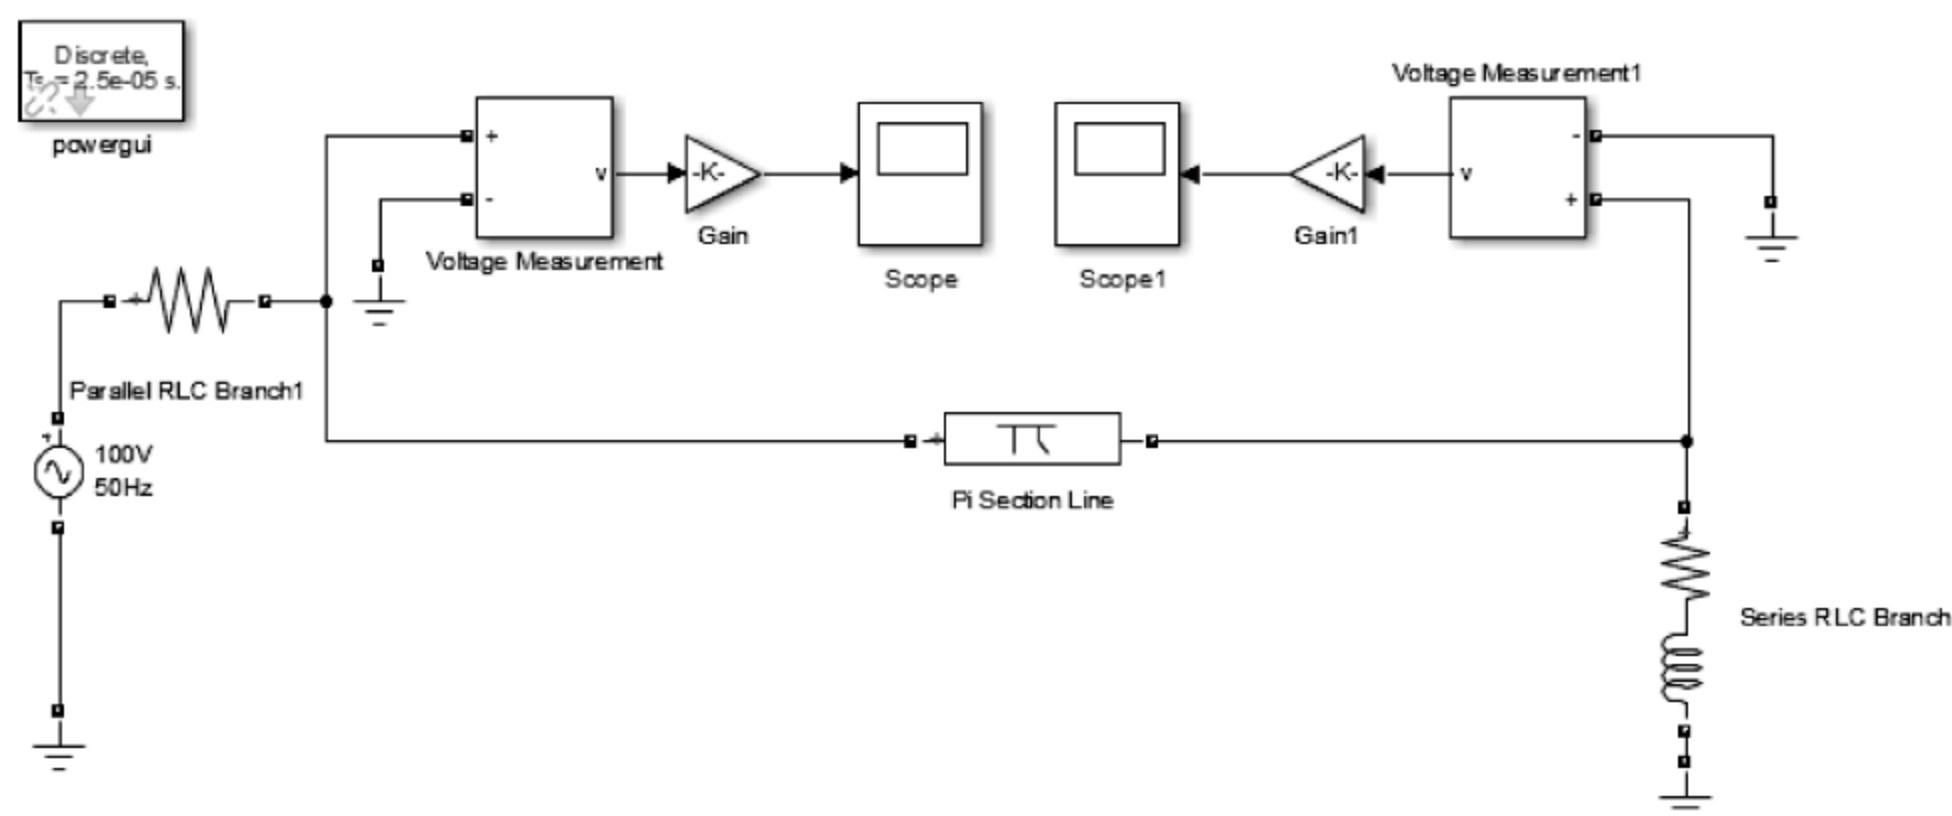 Discrete,
Ts = 2.5e-05 s.
powergui
+
-
v
Voltage Measurement
-K-
Gain
Scope
Scope1
-K-
Gain1
Voltage Measurement1
v
-
+
+
Parallel RLC Branch1
+
100V
50Hz
+
Pi Section Line
+
Series RLC Branch